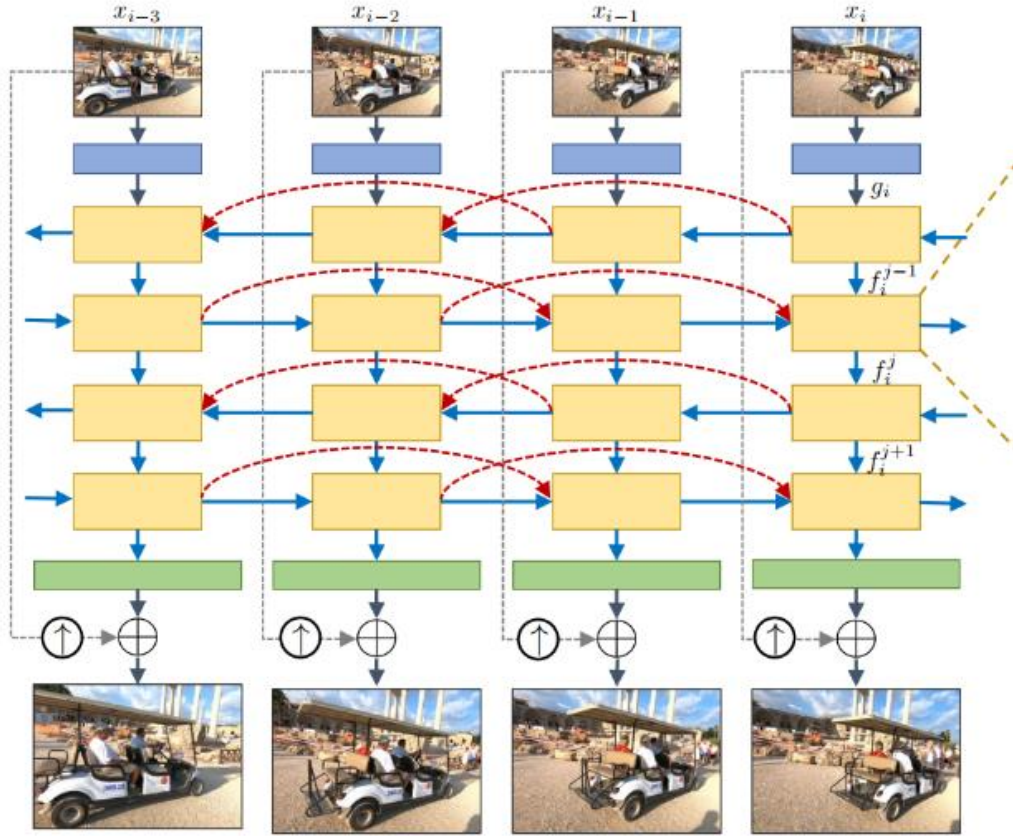 x_{i-3} x_{i-2} x_{i-1} x_i
g_i
f_i^{j-1}
f_i^j
f_i^{j+1}